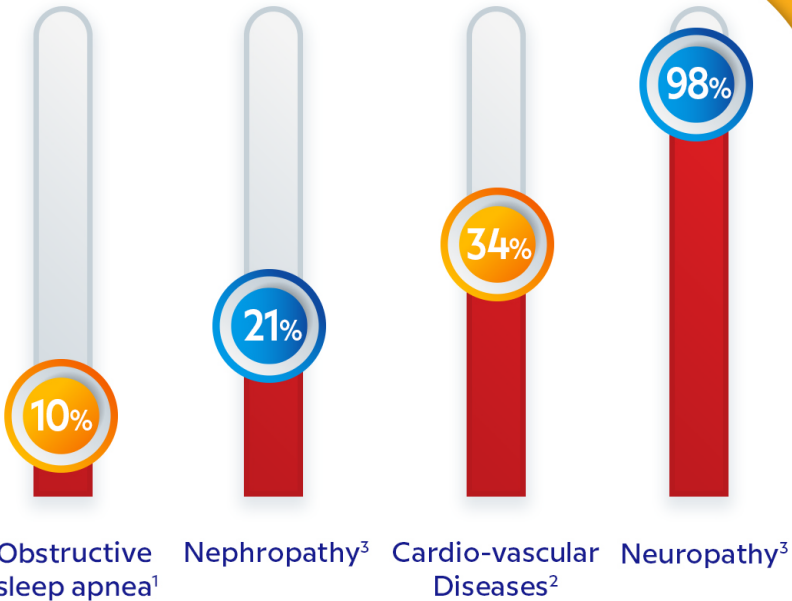 10%
21%
34%
98%
Obstructive
sleep apnea¹
Nephropathy³
Cardio-vascular
Diseases²
Neuropathy³